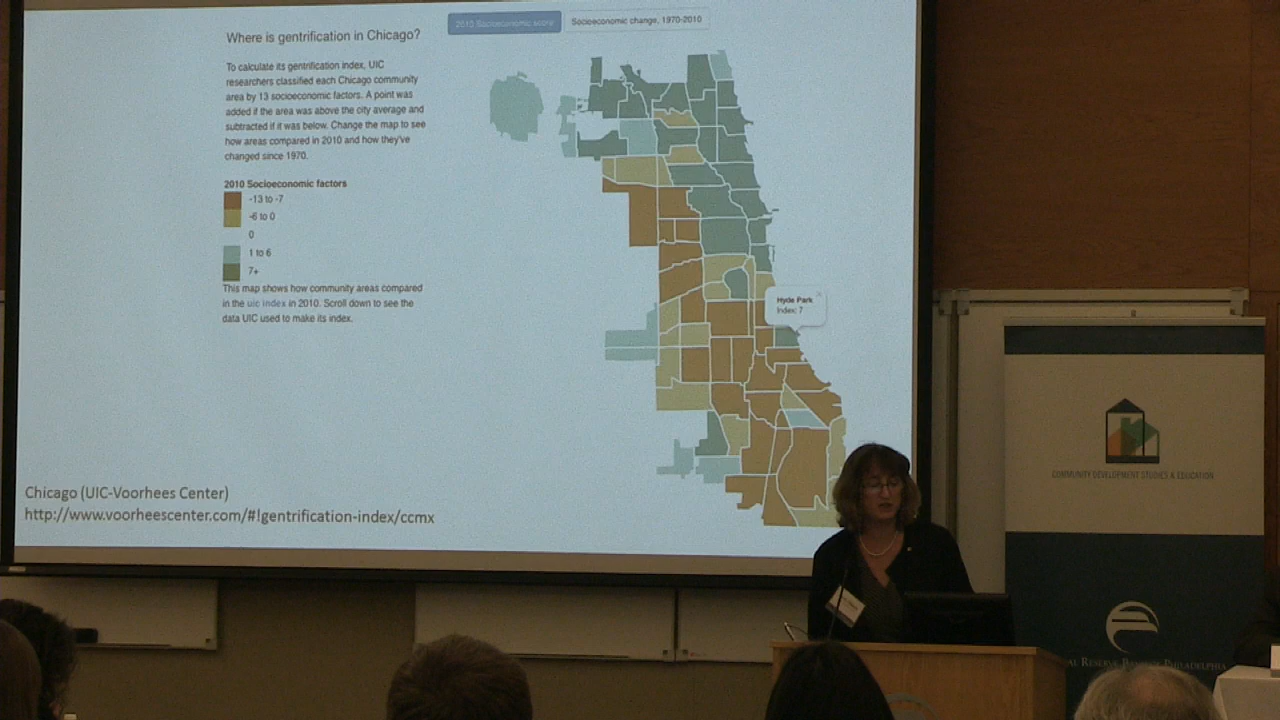 2010 Socioeconomic score
Socioeconomic change, 1970-2010
Where is gentrification in Chicago?
To calculate its gentrification index, UIC
researchers classified each Chicago community
area by 13 socioeconomic factors. A point was
added if the area was above the city average and
subtracted if it was below. Change the map to see
how areas compared in 2010 and how they've
changed since 1970.
2010 Socioeconomic factors
-13 to -7
-6 to 0
0
1 to 6
7+
This map shows how community areas compared
in the uic index in 2010. Scroll down to see the
data UIC used to make its index.
Hyde Park
Index: 7
Chicago (UIC-Voorhees Center)
http://www.voorheescenter.com/#!gentrification-index/ccmx
COMMUNITY DEVELOPMENT STUDIES & EDUCATION
AL RESERVE BANK OF PHILADELPHIA